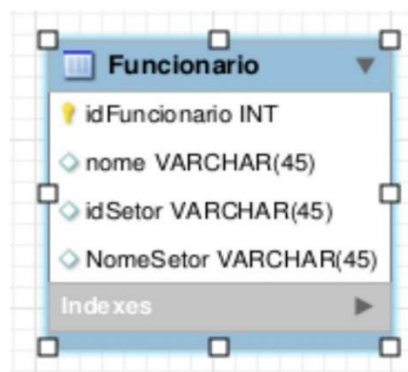 Funcionario
idFuncionario INT
nome VARCHAR(45)
idSetor VARCHAR(45)
NomeSetor VARCHAR(45)
Indexes